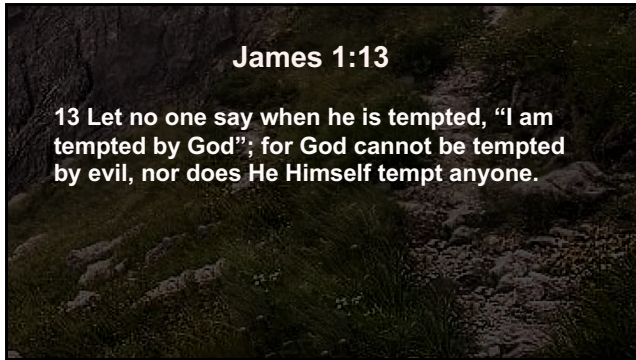 James 1:13
13 Let no one say when he is tempted, “I am
tempted by God”; for God cannot be tempted
by evil, nor does He Himself tempt anyone.